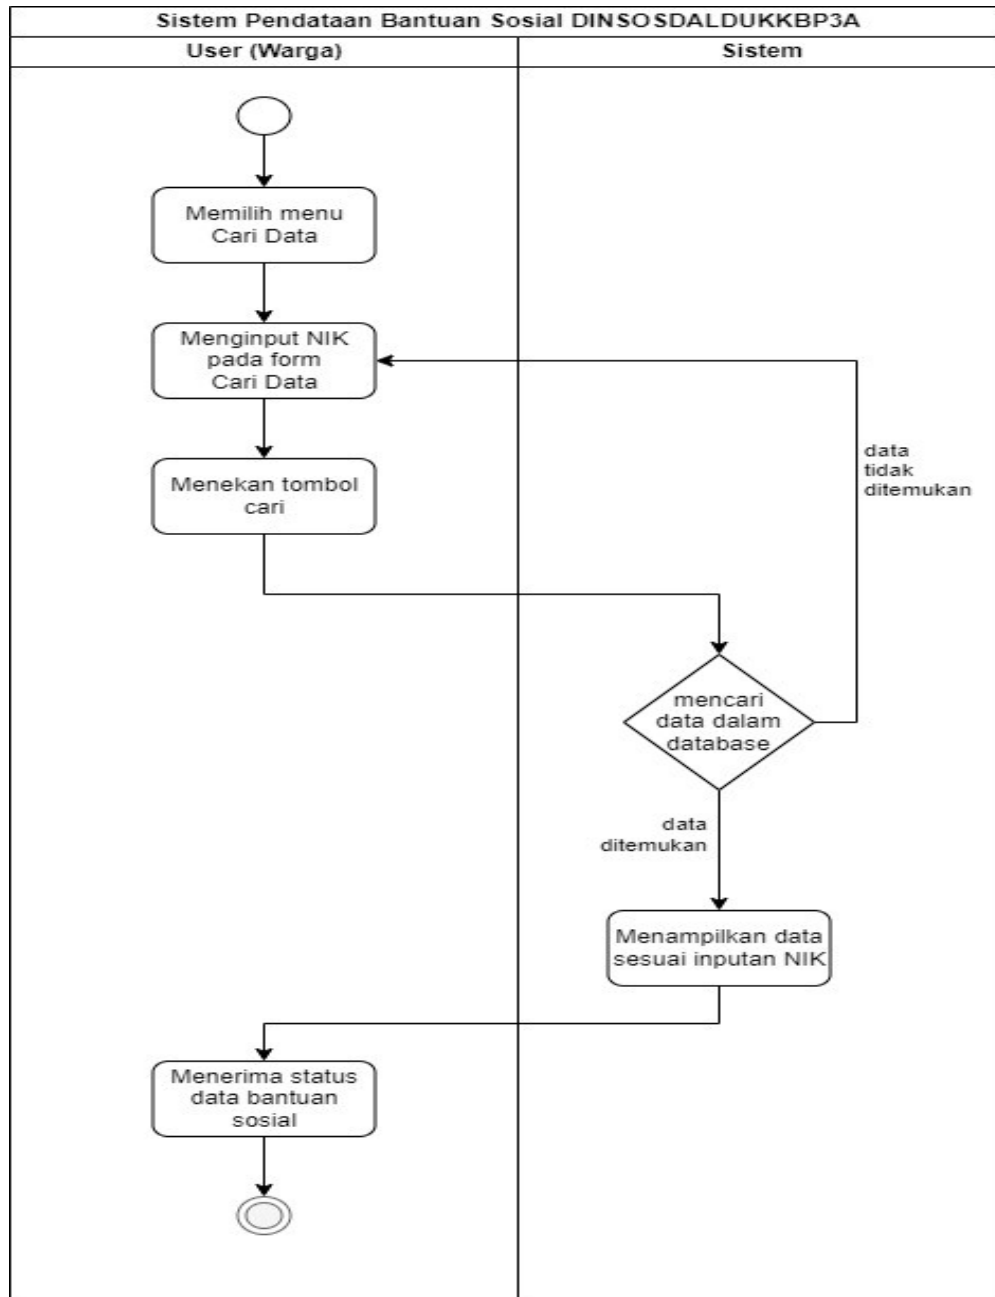 Sistem Pendataan Bantuan Sosial DINSOSDALDUKKBP3A
User (Warga)
Sistem
Memilih menu
Cari Data
Menginput NIK
pada form
Cari Data
Menekan tombol
cari
data
tidak
ditemukan
mencari
data dalam
database
data
ditemukan
Menampilkan data
sesuai inputan NIK
Menerima status
data bantuan
sosial